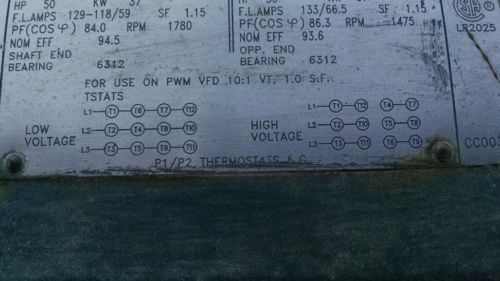 HP 50 KW 37
F.L.AMPS 129-118/59 SF 1.15
PF(COS φ) 84.0 RPM 1780
NOM EFF 94.5
SHAFT END
BEARING 6312
HP 50
F.L.AMPS 133/66.5 SF 1.15
PF(COS φ) 86.3 RPM 1475
NOM EFF 93.6
OPP. END
BEARING 6312
LR2025
FOR USE ON PWM VFD 10:1 VT, 1.0 S.F.
TSTATS
LOW
VOLTAGE
L1 T1 T6 T7 T12
L2 T2 T4 T8 T10
L3 T3 T5 T9 T11
HIGH
VOLTAGE
L1 T1 T12 T4 T7
L2 T2 T10 T5 T8
L3 T3 T11 T6 T9
P1/P2 THERMOSTATS
CC00